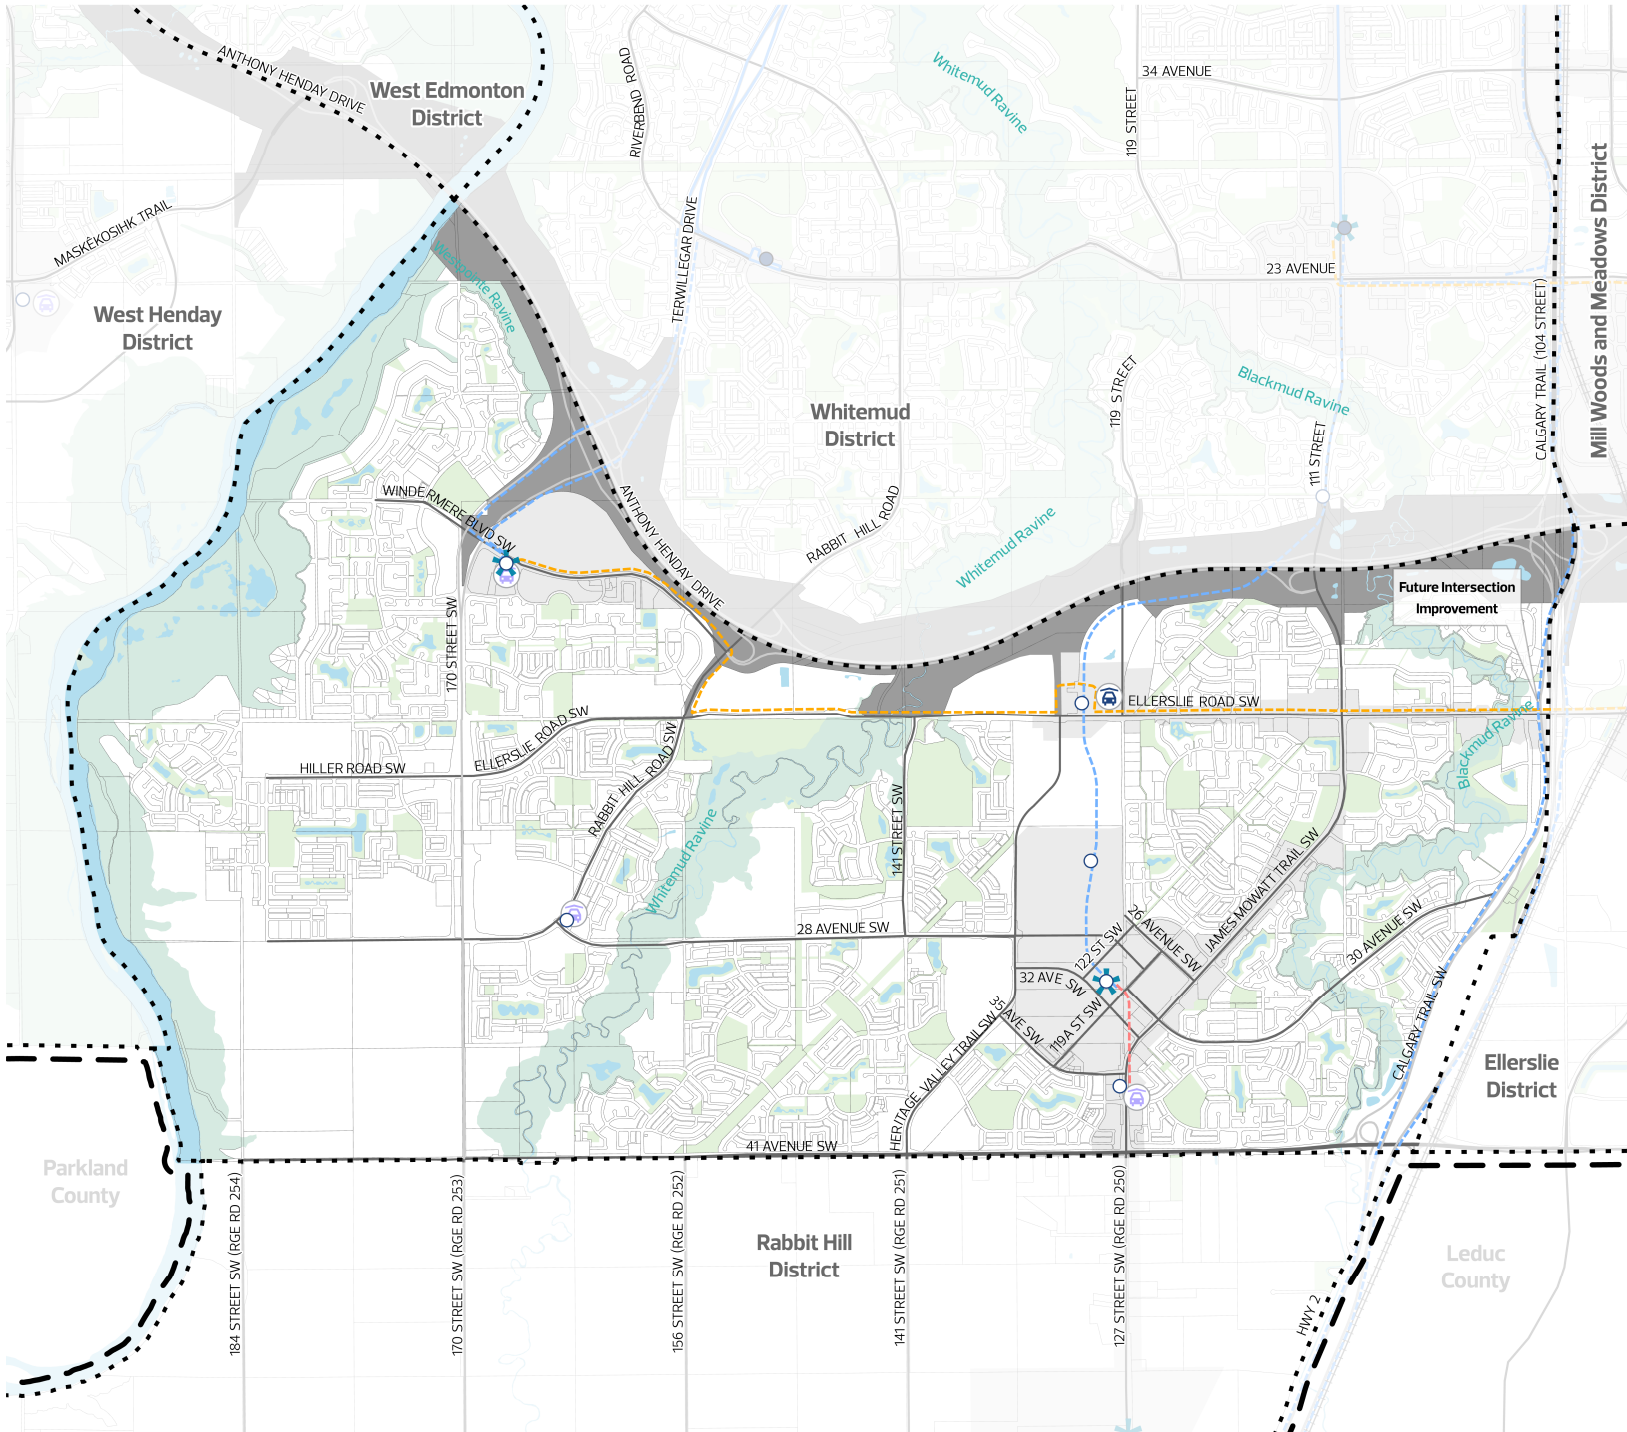 ANTHONY HENDAY DRIVE
West Edmonton
District
RIVERBEND ROAD
Whitemud Ravine
34 AVENUE
119 STREET
Mill Woods and Meadows District
MASKÊKOSIHK TRAIL
TERWILLEGAR DRIVE
Westpointe Ravine
23 AVENUE
West Henday
District
CALGARY TRAIL (104 STREET)
119 STREET
Blackmud Ravine
Whitemud
District
111 STREET
WINDERMERE BLVD SW
ANTHONY HENDAY DRIVE
RABBIT HILL ROAD
Whitemud Ravine
Future Intersection
Improvement
170 STREET SW
ELLERSLIE ROAD SW
ELLERSLIE ROAD SW
Blackmud Ravine
HILLER ROAD SW
RABBIT HILL ROAD SW
141 STREET SW
Whitemud Ravine
JAMES MOWATT TRAIL SW
28 AVENUE SW
26 AVENUE SW
122 ST SW
30 AVENUE SW
32 AVE SW
35 AVE SW
119A ST SW
CALGARY TRAIL SW
HERITAGE VALLEY TRAIL SW
Ellerslie
District
41 AVENUE SW
Parkland
County
184 STREET SW (RGE RD 254)
170 STREET SW (RGE RD 253)
156 STREET SW (RGE RD 252)
141 STREET SW (RGE RD 251)
127 STREET SW (RGE RD 250)
Rabbit Hill
District
Leduc
County
HWY 2